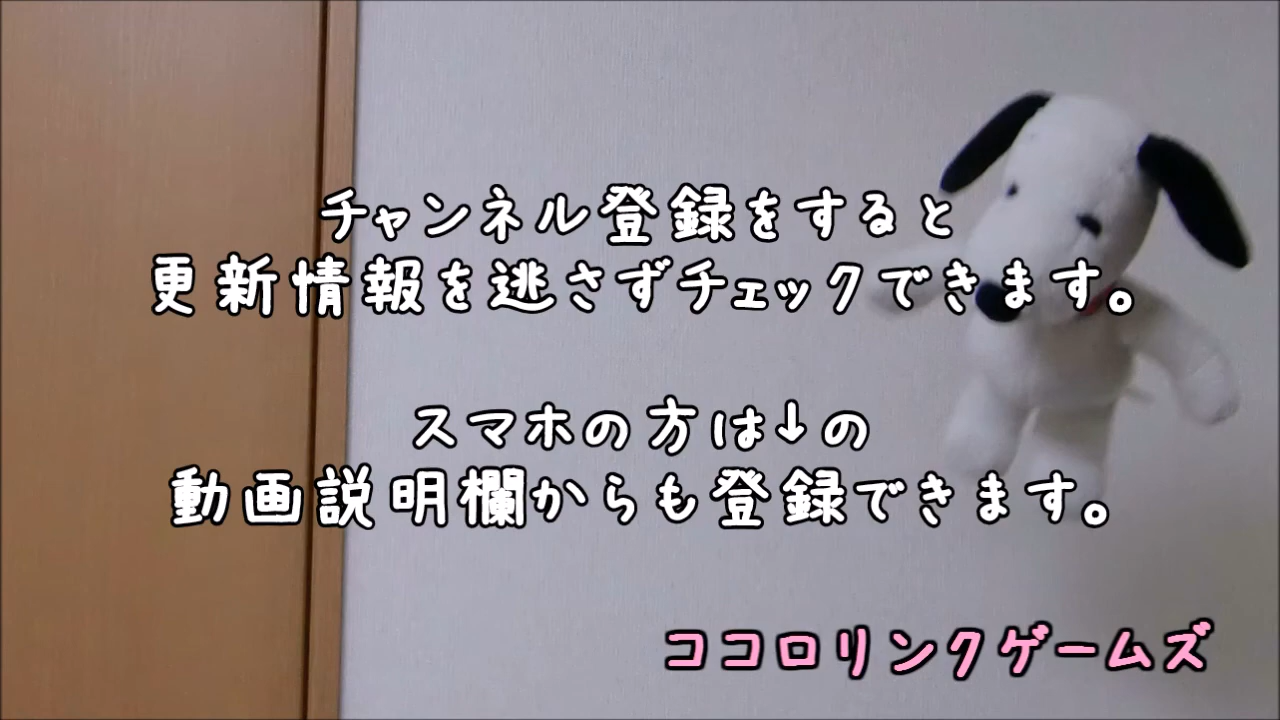 チャンネル登録をすると
更新情報を逃さずチェックできます。
スマホの方は↓の
動画説明欄からも登録できます。
ココロリンクゲームズ